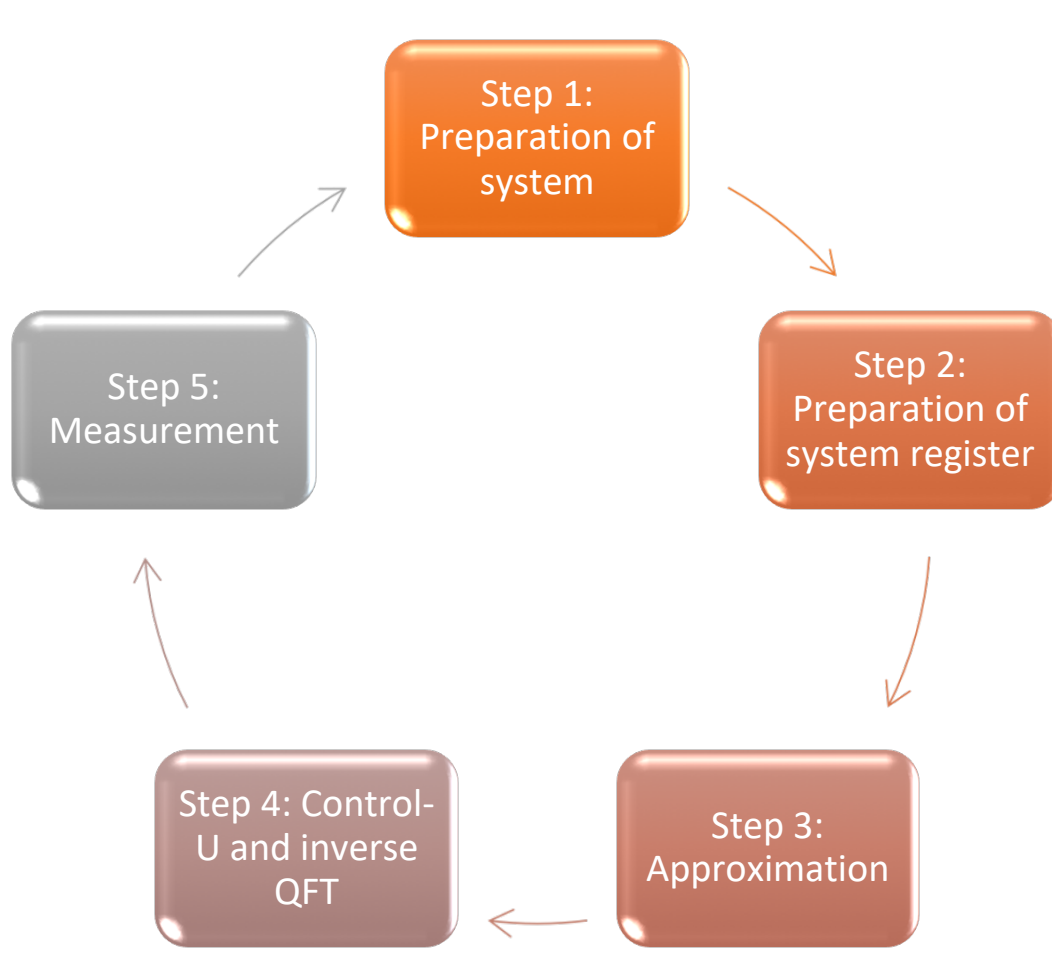 Step 1:
Preparation of
system
Step 2:
Preparation of
system register
Step 3:
Approximation
Step 4: Control-
U and inverse
QFT
Step 5:
Measurement